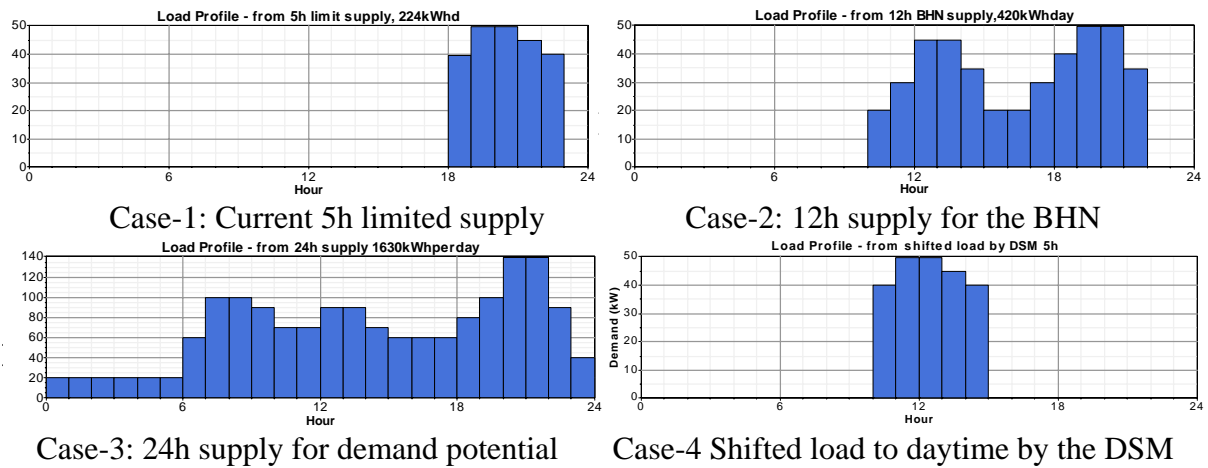 Load Profile - from 5h limit supply, 224kWhd
50
40
30
20
10
0
0 6 12 18 24
Hour
Case-1: Current 5h limited supply
Load Profile - from 12h BHN supply,420kWhday
50
40
30
20
10
0
0 6 12 18 24
Hour
Case-2: 12h supply for the BHN
Load Profile - from 24h supply 1630kWhperday
140
120
100
80
60
40
20
0
0 6 12 18 24
Hour
Case-3: 24h supply for demand potential
Load Profile - from shifted load by DSM 5h
Demand (kW)
50
40
30
20
10
0
0 6 12 18 24
Hour
Case-4 Shifted load to daytime by the DSM